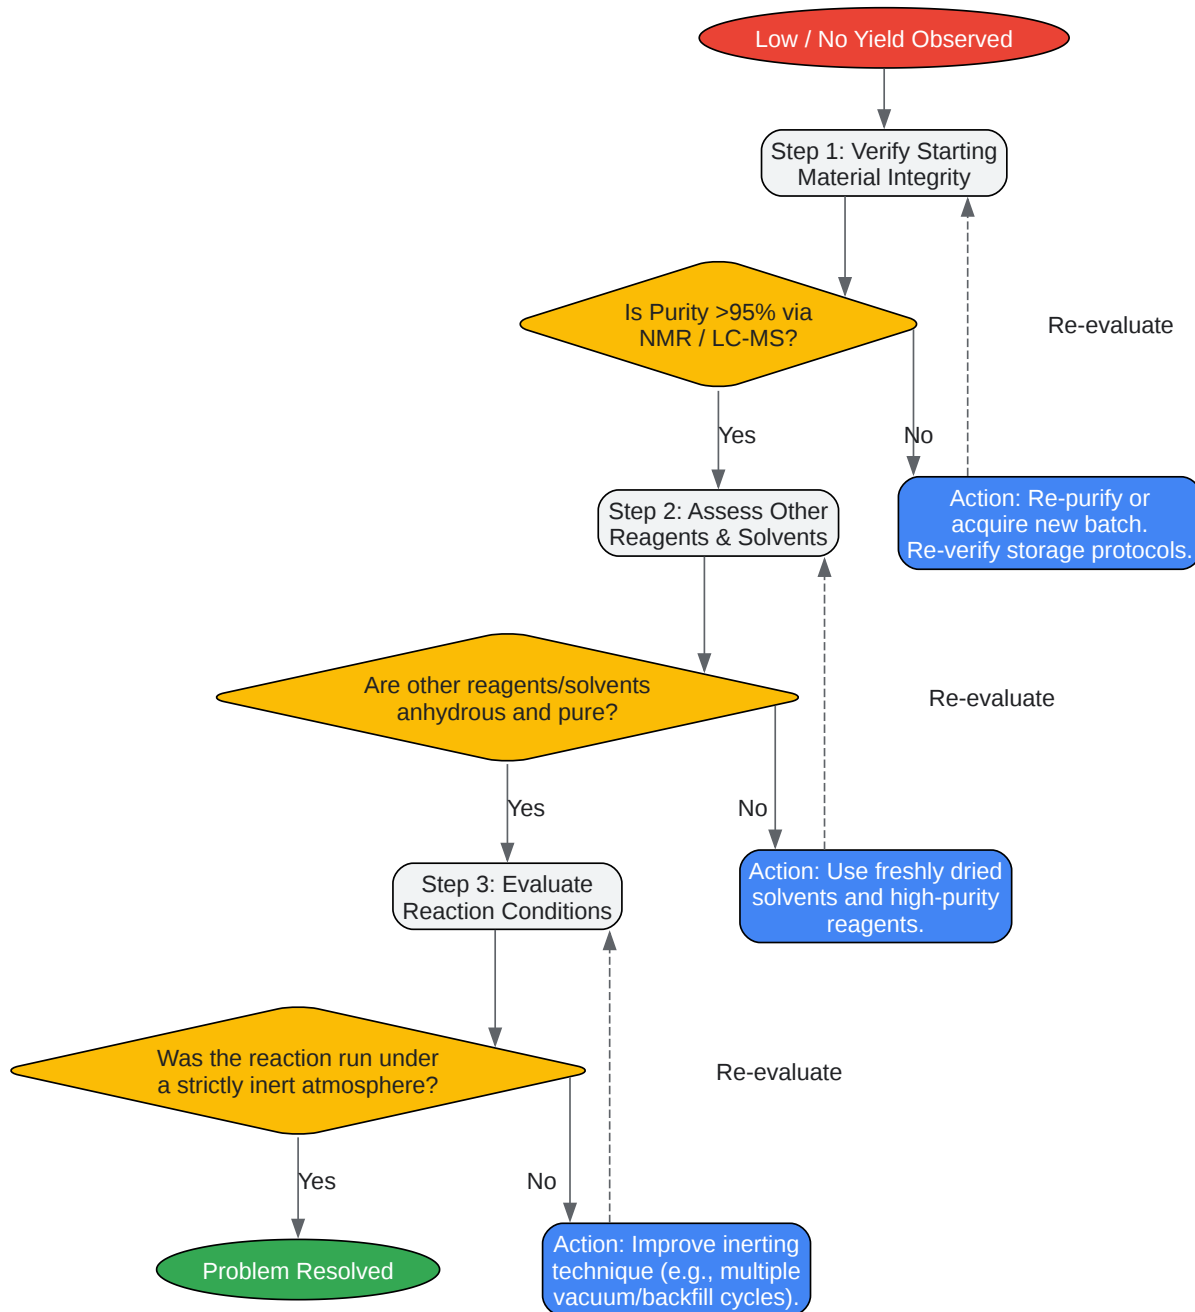 Low / No Yield Observed
Step 1: Verify Starting
Material Integrity
Is Purity >95% via
NMR / LC-MS?
Re-evaluate
Yes
No
Step 2: Assess Other
Reagents & Solvents
Action: Re-purify or
acquire new batch.
Re-verify storage protocols.
Are other reagents/solvents
anhydrous and pure?
Re-evaluate
Yes
No
Step 3: Evaluate
Reaction Conditions
Action: Use freshly dried
solvents and high-purity
reagents.
Was the reaction run under
a strictly inert atmosphere?
Re-evaluate
Yes
No
Problem Resolved
Action: Improve inerting
technique (e.g., multiple
vacuum/backfill cycles).